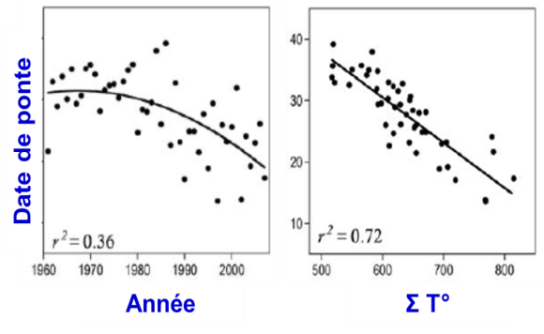 Date de ponte
r² = 0.36
1960 1970 1980 1990 2000
Année
40
30
20
10
r² = 0.72
500 600 700 800
Σ T°